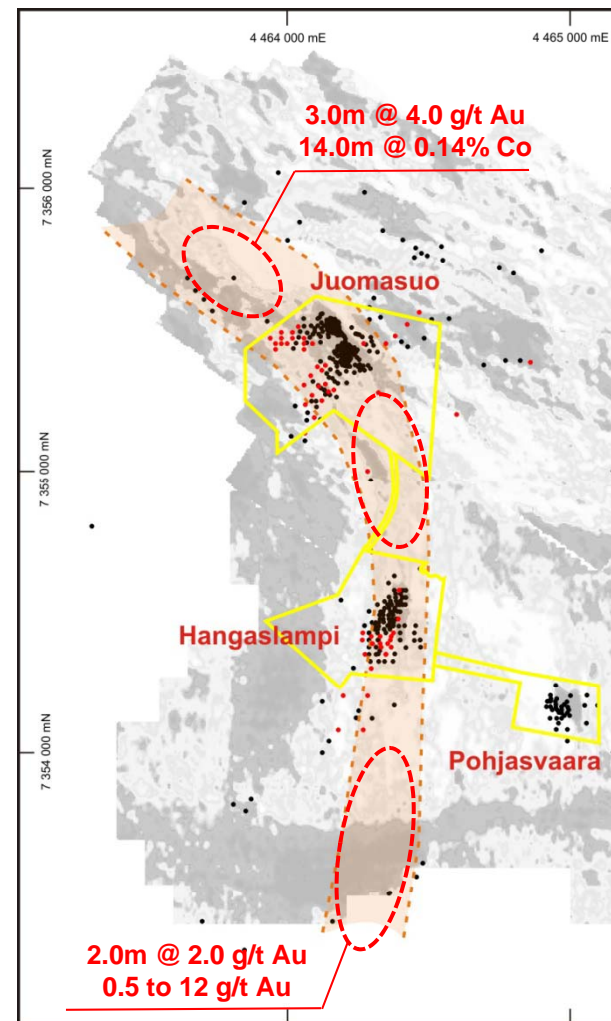 4 464 000 mE
4 465 000 mE
3.0m @ 4.0 g/t Au
14.0m @ 0.14% Co
7 356 000 mN
Juomasuo
7 355 000 mN
Hangaslampi
7 354 000 mN
Pohjasvaara
2.0m @ 2.0 g/t Au
0.5 to 12 g/t Au